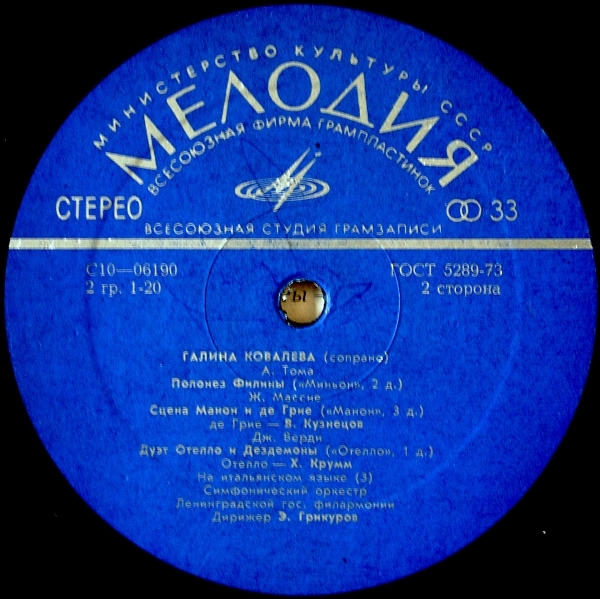 МИНИСТЕРСТВО КУЛЬТУРЫ СССР
МЕЛОДИЯ
ВСЕСОЮЗНАЯ ФИРМА ГРАМПЛАСТИНОК
СТЕРЕО
33
ВСЕСОЮЗНАЯ СТУДИЯ ГРАМЗАПИСИ
С10—06190
ГОСТ 5289-73
2 гр. 1-20
2 сторона
ГАЛИНА КОВАЛЕВА (сопрано)
А. Тома
Полонез Филины («Миньон», 2 д.)
Ж. Массне
Сцена Манон и де Грие («Манон», 3 д.)
де Грие — В. Кузнецов
Дж. Верди
Дуэт Отелло и Дездемоны («Отелло», 1 д.)
Отелло — Х. Крумм
На итальянском языке (3)
Симфонический оркестр
Ленинградской гос. филармонии
Дирижер Э. Грикуров